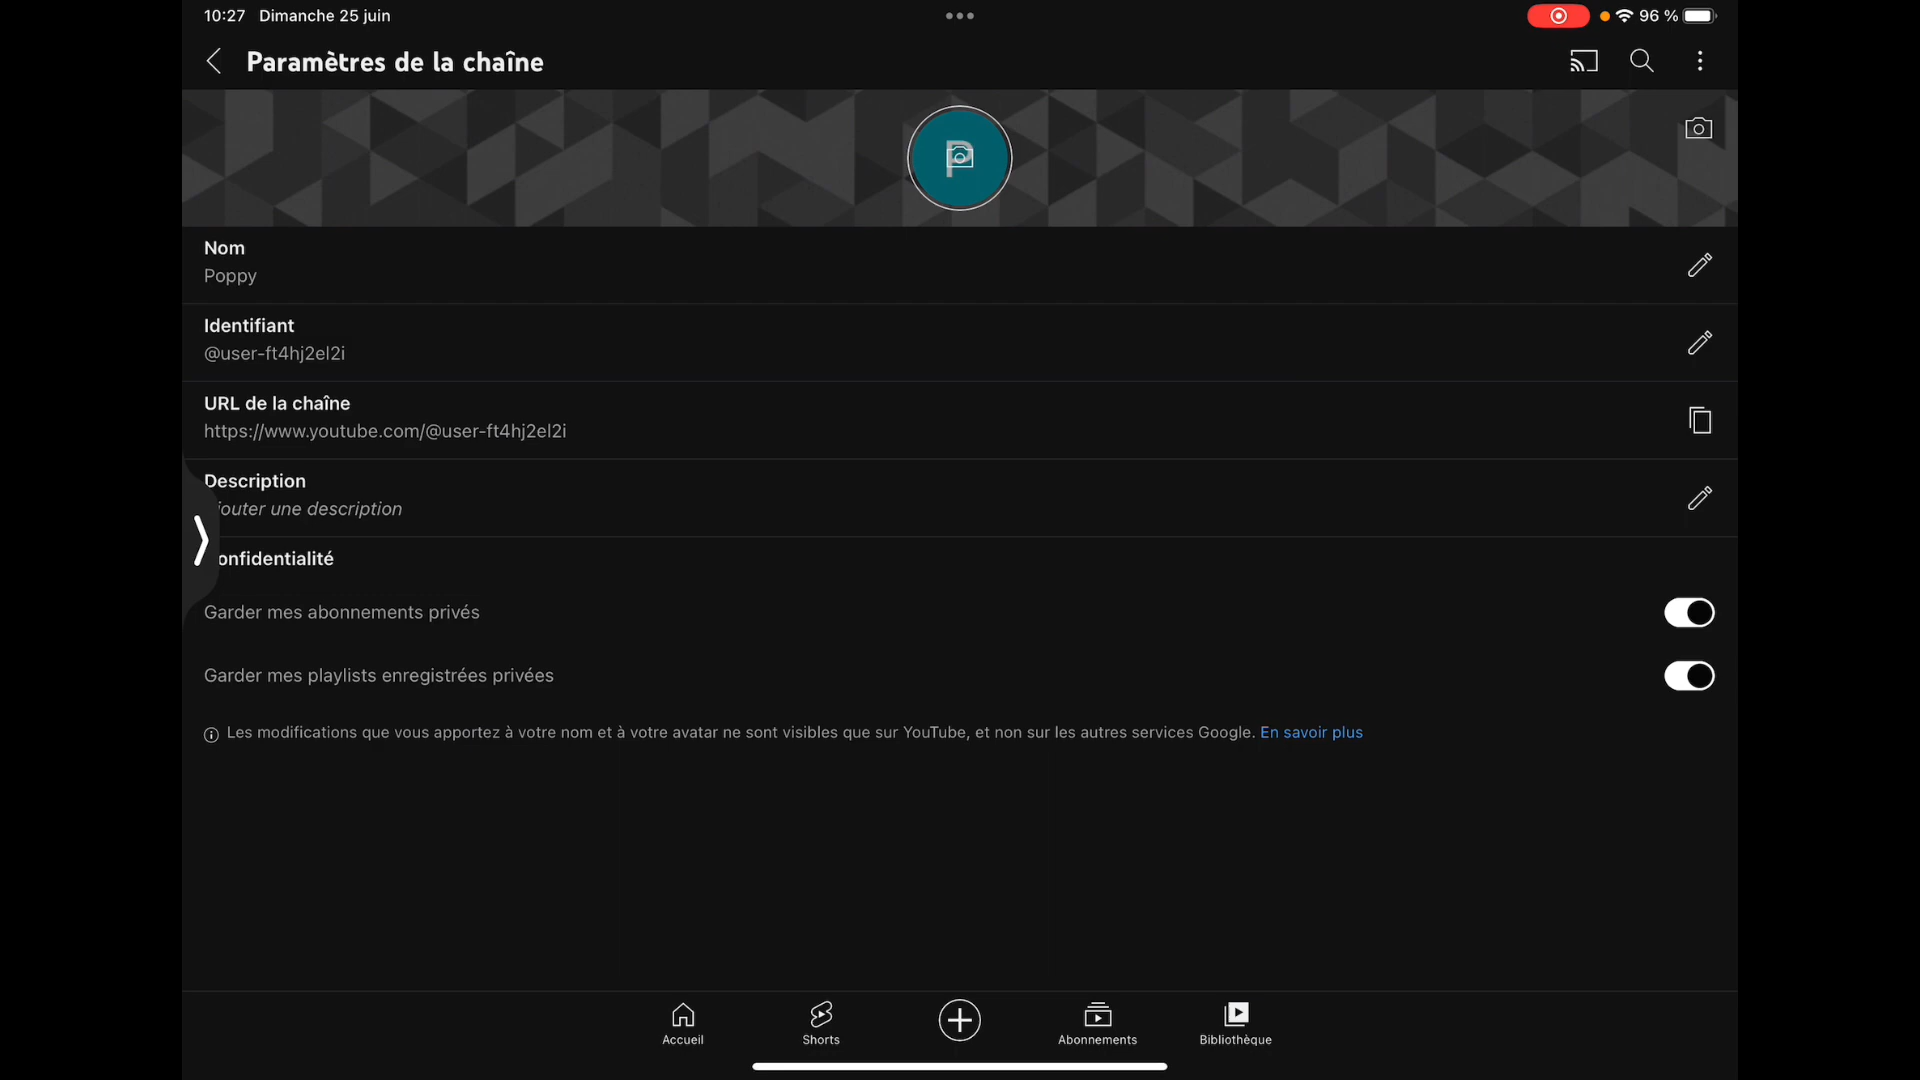 10:27 Dimanche 25 juin
96 %
Paramètres de la chaîne
P
Nom
Poppy
Identifiant
@user-ft4hj2el2i
URL de la chaîne
https://www.youtube.com/@user-ft4hj2el2i
Description
jouter une description
onfidentialité
Garder mes abonnements privés
Garder mes playlists enregistrées privées
Les modifications que vous apportez à votre nom et à votre avatar ne sont visibles que sur YouTube, et non sur les autres services Google. En savoir plus
Accueil
Shorts
Abonnements
Bibliothèque